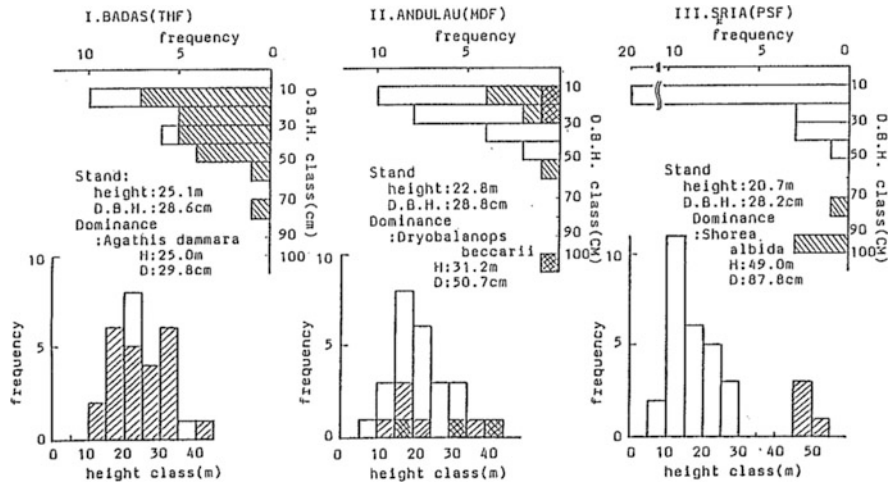 I.BADAS(THF)
frequency
10 5 0
10
30
50
70
90
100
D.B.H. class(cm)
Stand:
height:25.1m
D.B.H.:28.6cm
Dominance
:Agathis dammara
H:25.0m
D:29.8cm
frequency
10
5
0
0 10 20 30 40
height class(m)
II.ANDULAU(MDF)
frequency
10 5
10
30
50
70
90
100
D.B.H. class(CM)
Stand
height:22.8m
D.B.H.:28.8cm
Dominance
:Dryobalanops
beccarii
H:31.2m
D:50.7cm
frequency
10
5
0
0 10 20 30 40
height class(m)
III.SRIA(PSF)
frequency
20 10 5 0
10
30
50
70
90
100
D.B.H. class(CM)
Stand
height:20.7m
D.B.H.:28.2cm
Dominance
:Shorea
albida
H:49.0m
D:87.8cm
frequency
10
5
0
0 10 20 30 50
height class(m)